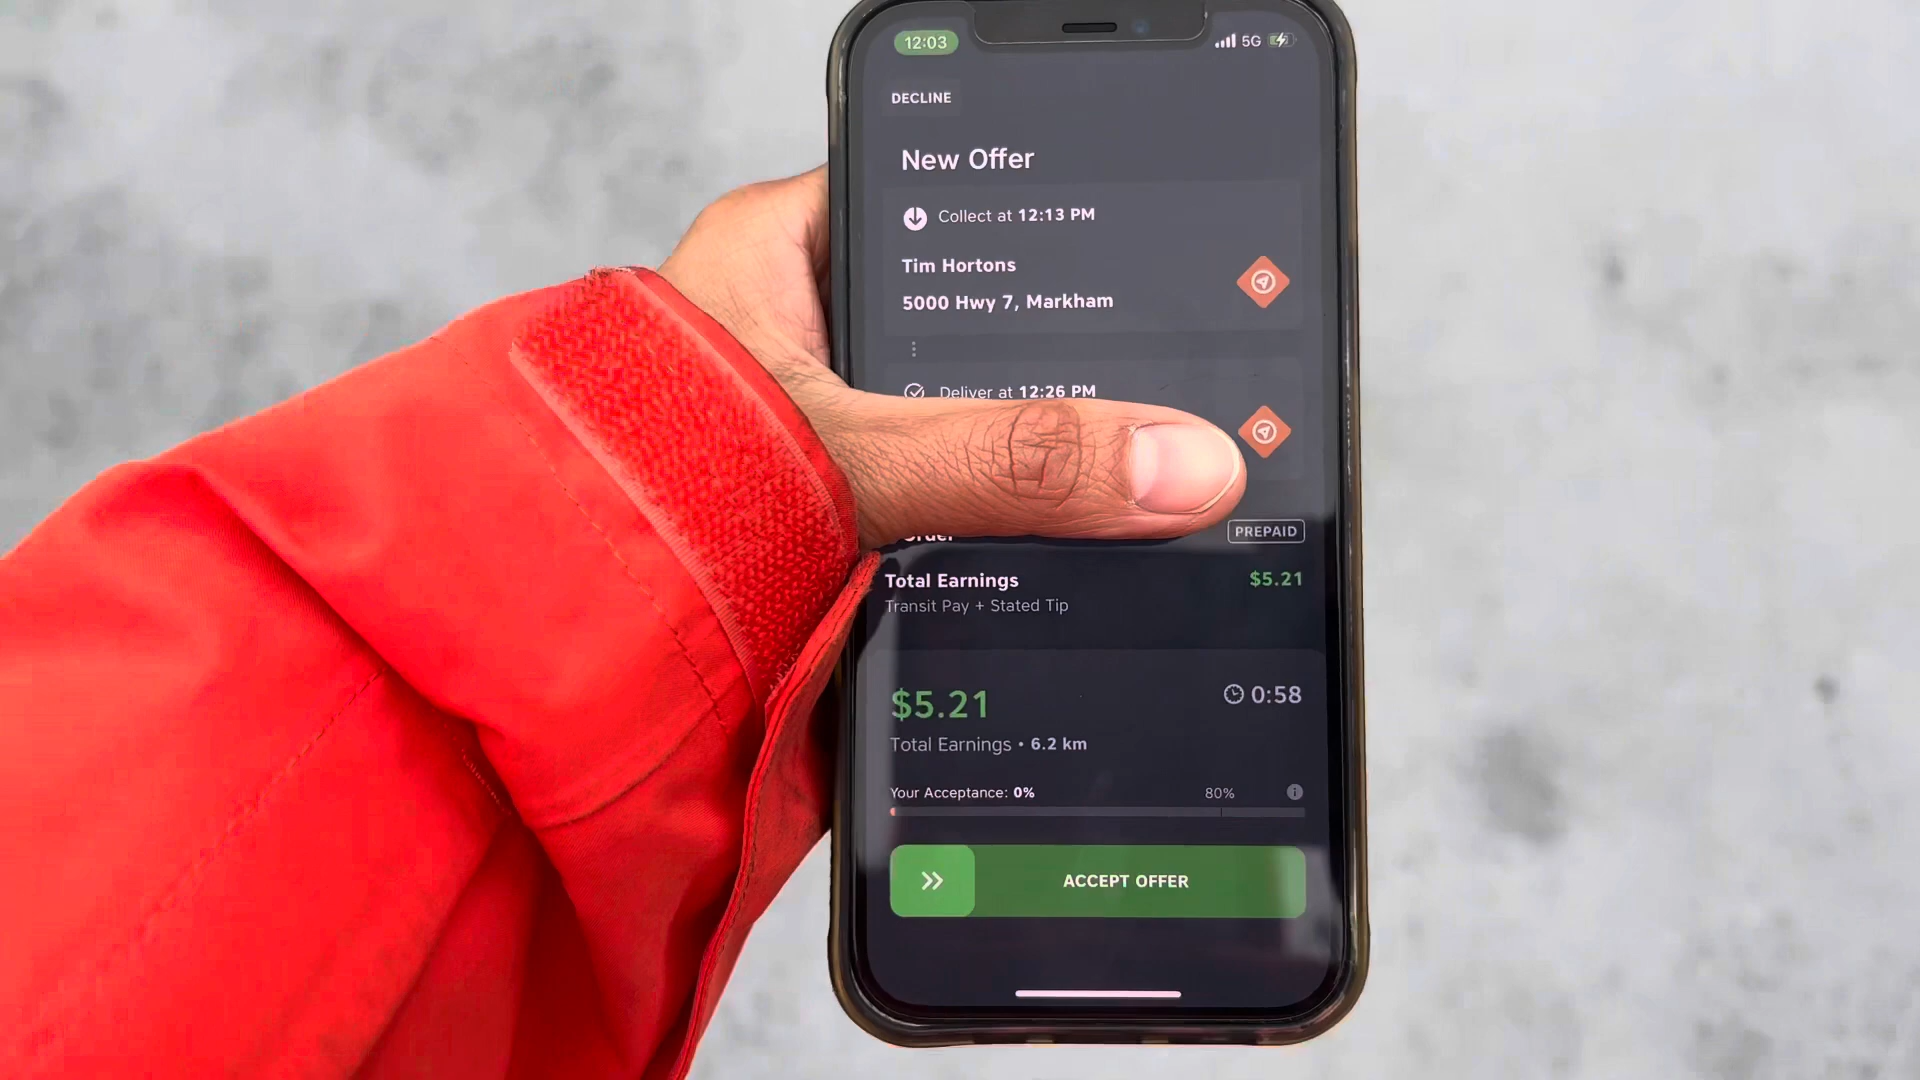 12:03
5G
DECLINE
New Offer
Collect at 12:13 PM
Tim Hortons
5000 Hwy 7, Markham
Deliver at 12:26 PM
Order
PREPAID
Total Earnings
$5.21
Transit Pay + Stated Tip
$5.21
0:58
Total Earnings • 6.2 km
Your Acceptance: 0%
80%
ACCEPT OFFER